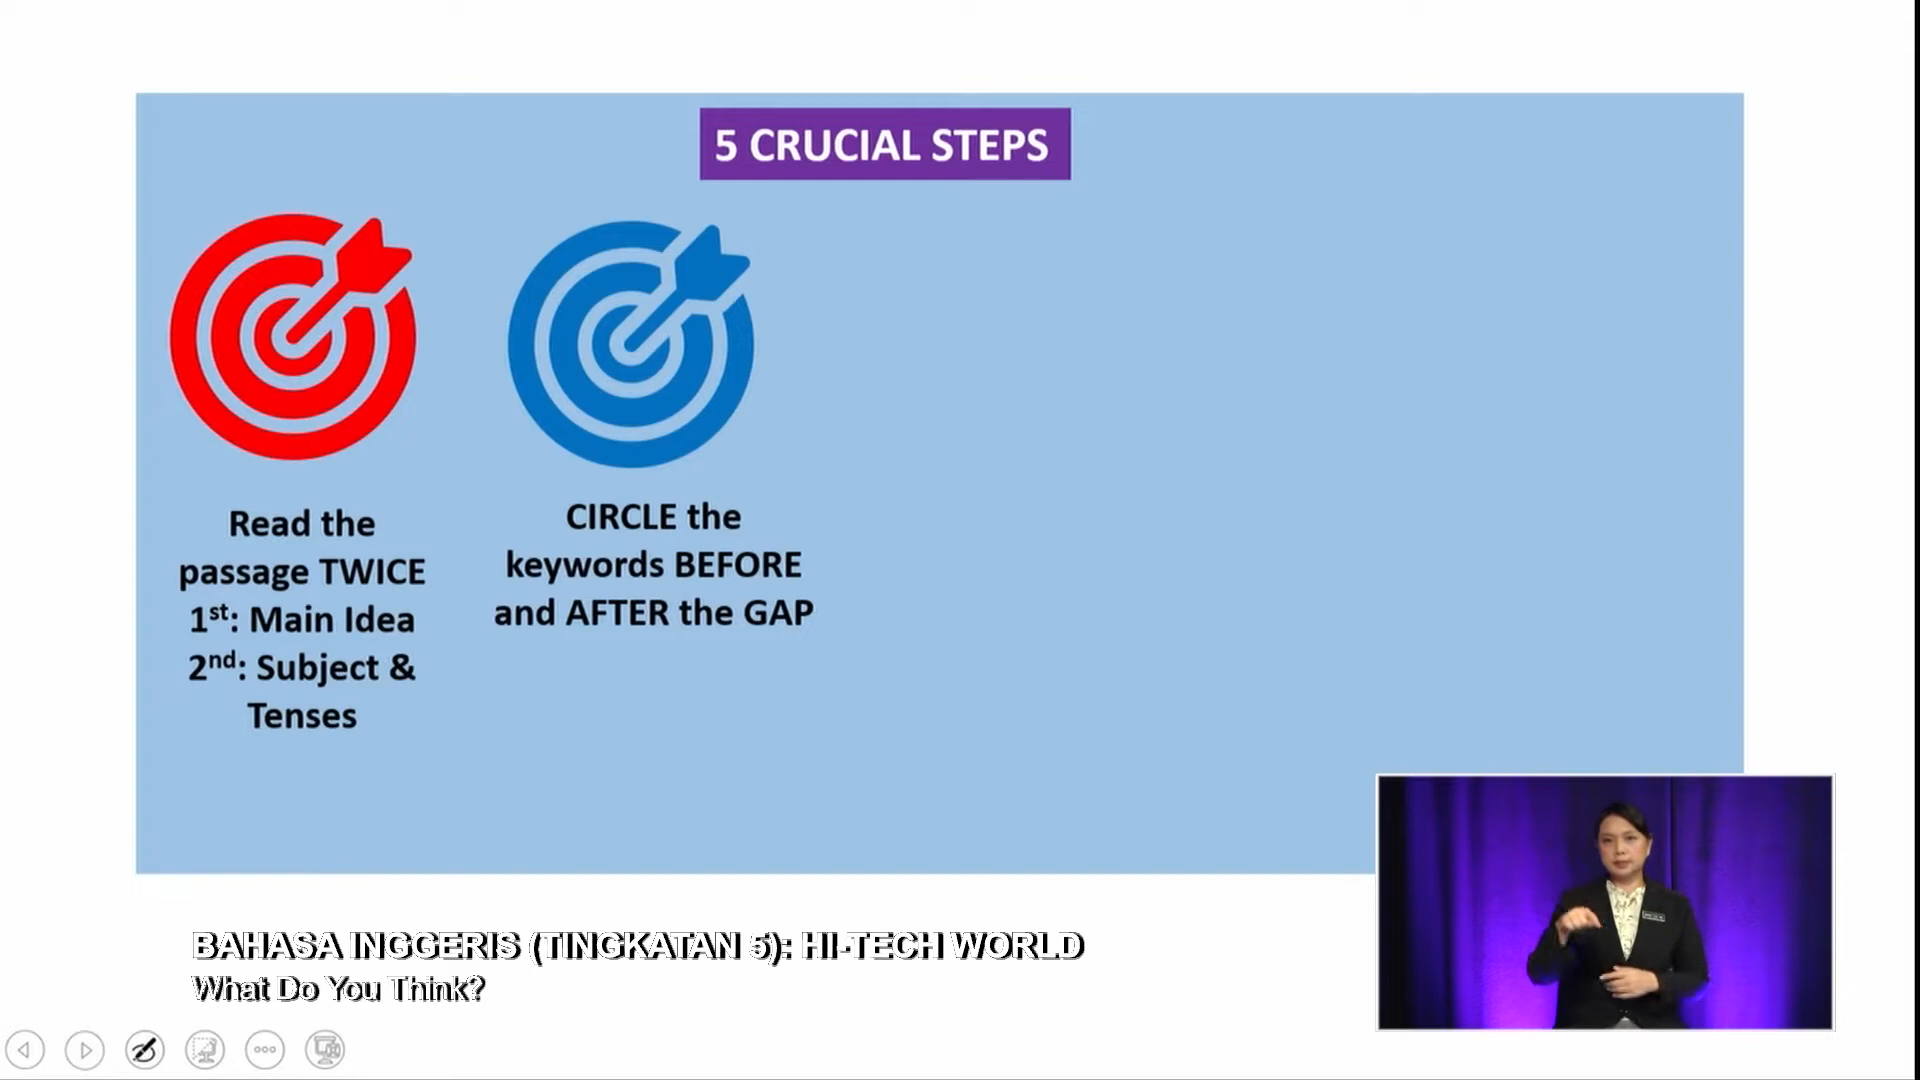 5 CRUCIAL STEPS
Read the
passage TWICE
1st: Main Idea
2nd: Subject &
Tenses
CIRCLE the
keywords BEFORE
and AFTER the GAP
BAHASA INGGERIS (TINGKATAN 5): HI-TECH WORLD
What Do You Think?